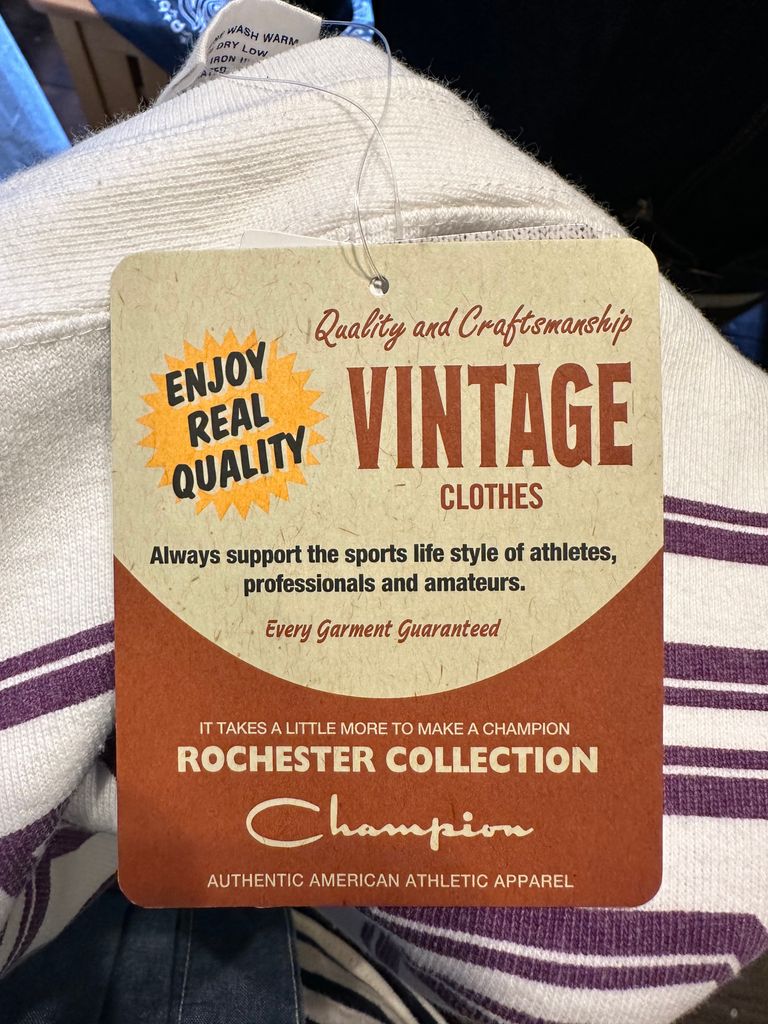 WASH WARM
DRY LOW
IRON
Quality and Craftsmanship
ENJOY
REAL
QUALITY
VINTAGE
CLOTHES
Always support the sports life style of athletes,
professionals and amateurs.
Every Garment Guaranteed
IT TAKES A LITTLE MORE TO MAKE A CHAMPION
ROCHESTER COLLECTION
Champion
AUTHENTIC AMERICAN ATHLETIC APPAREL